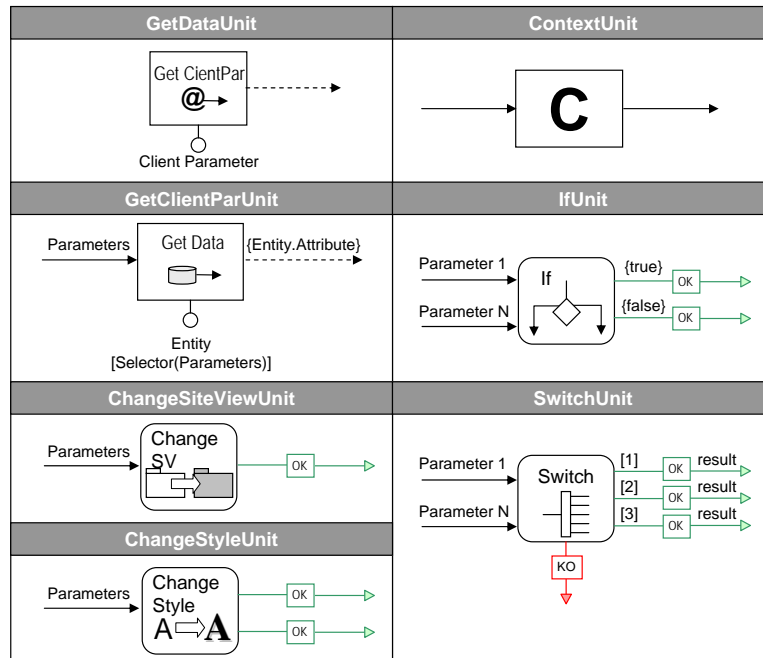 GetDataUnit
Get CientPar
@
Client Parameter
ContextUnit
C
GetClientParUnit
Parameters
Get Data
{Entity.Attribute}
Entity
[Selector(Parameters)]
IfUnit
Parameter 1
Parameter N
If
{true}
OK
{false}
OK
ChangeSiteViewUnit
Parameters
Change
SV
OK
SwitchUnit
Parameter 1
Parameter N
Switch
[1]
OK
result
[2]
OK
result
[3]
OK
result
KO
ChangeStyleUnit
Parameters
Change
Style
A A
OK
OK